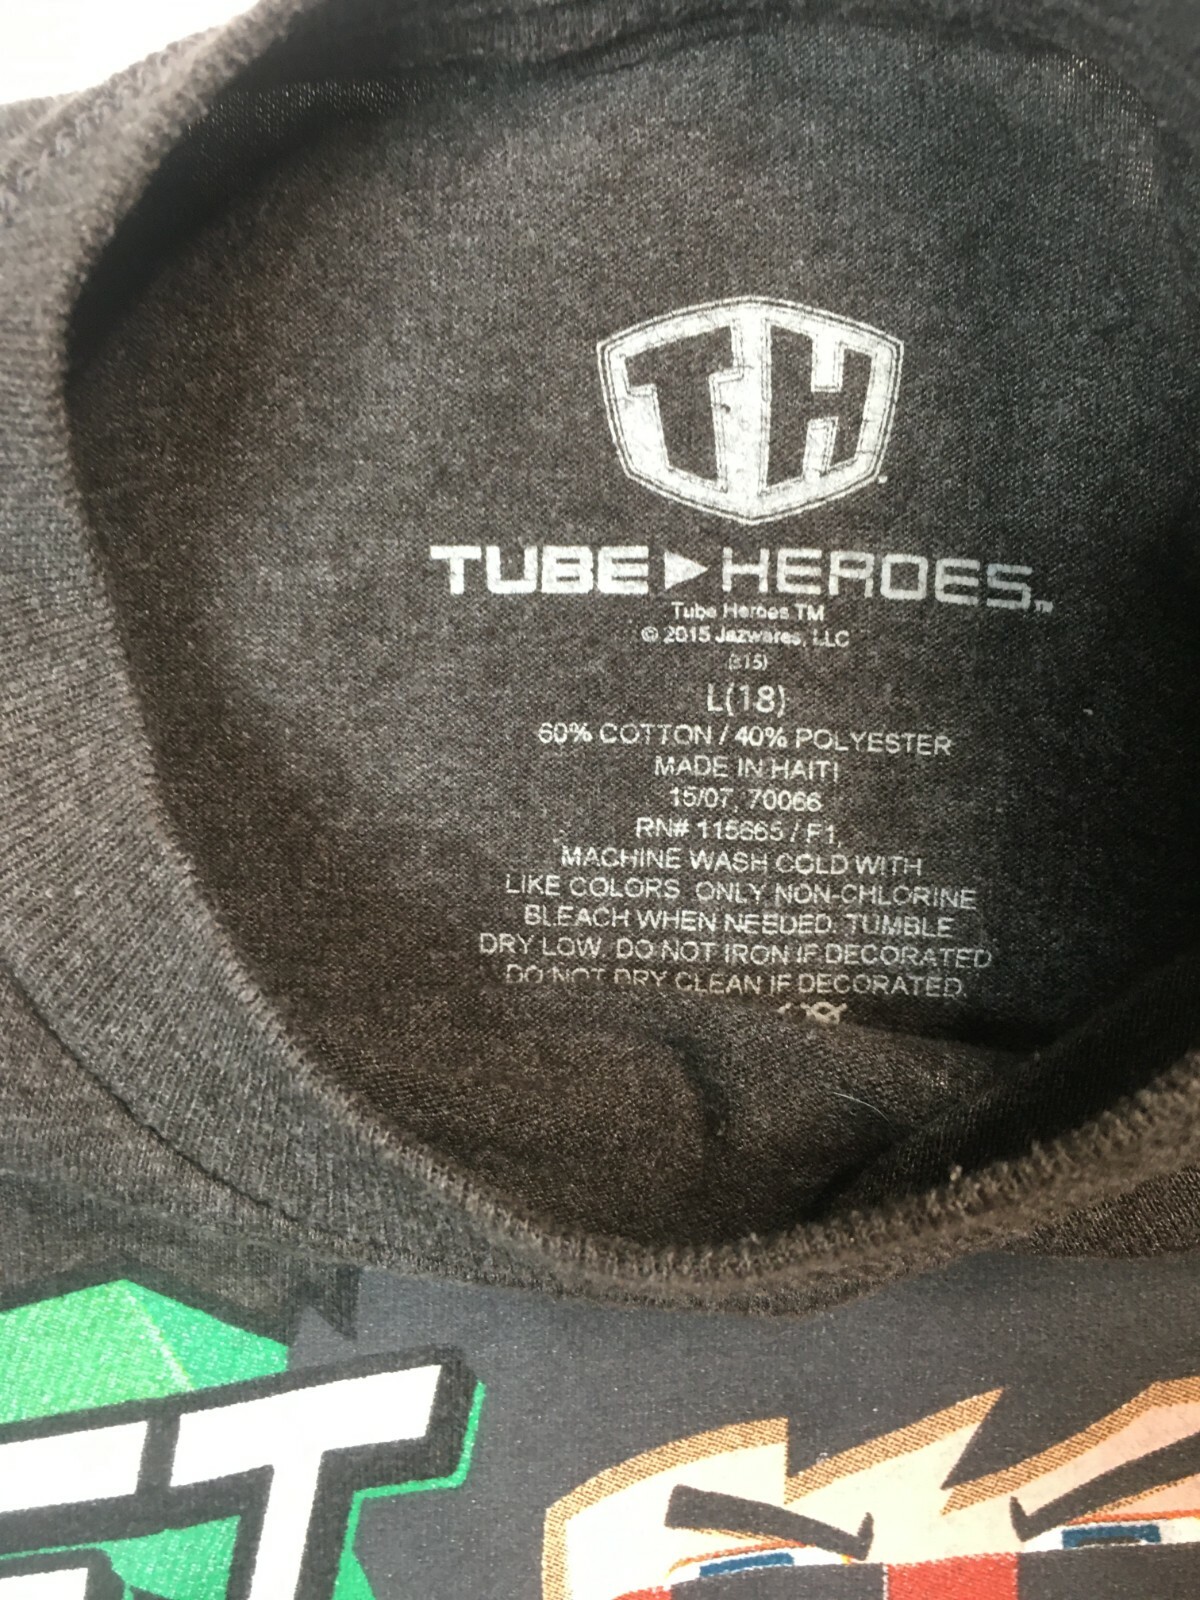 TH
TUBE HEROES™
Tube Heroes TM
© 2015 Jazwares, LLC
(s15)
L(18)
60% COTTON / 40% POLYESTER
MADE IN HAITI
15/07, 70066
RN# 115665 / F1,
MACHINE WASH COLD WITH
LIKE COLORS ONLY NON-CHLORINE
BLEACH WHEN NEEDED. TUMBLE
DRY LOW. DO NOT IRON IF DECORATED
DO NOT DRY CLEAN IF DECORATED.